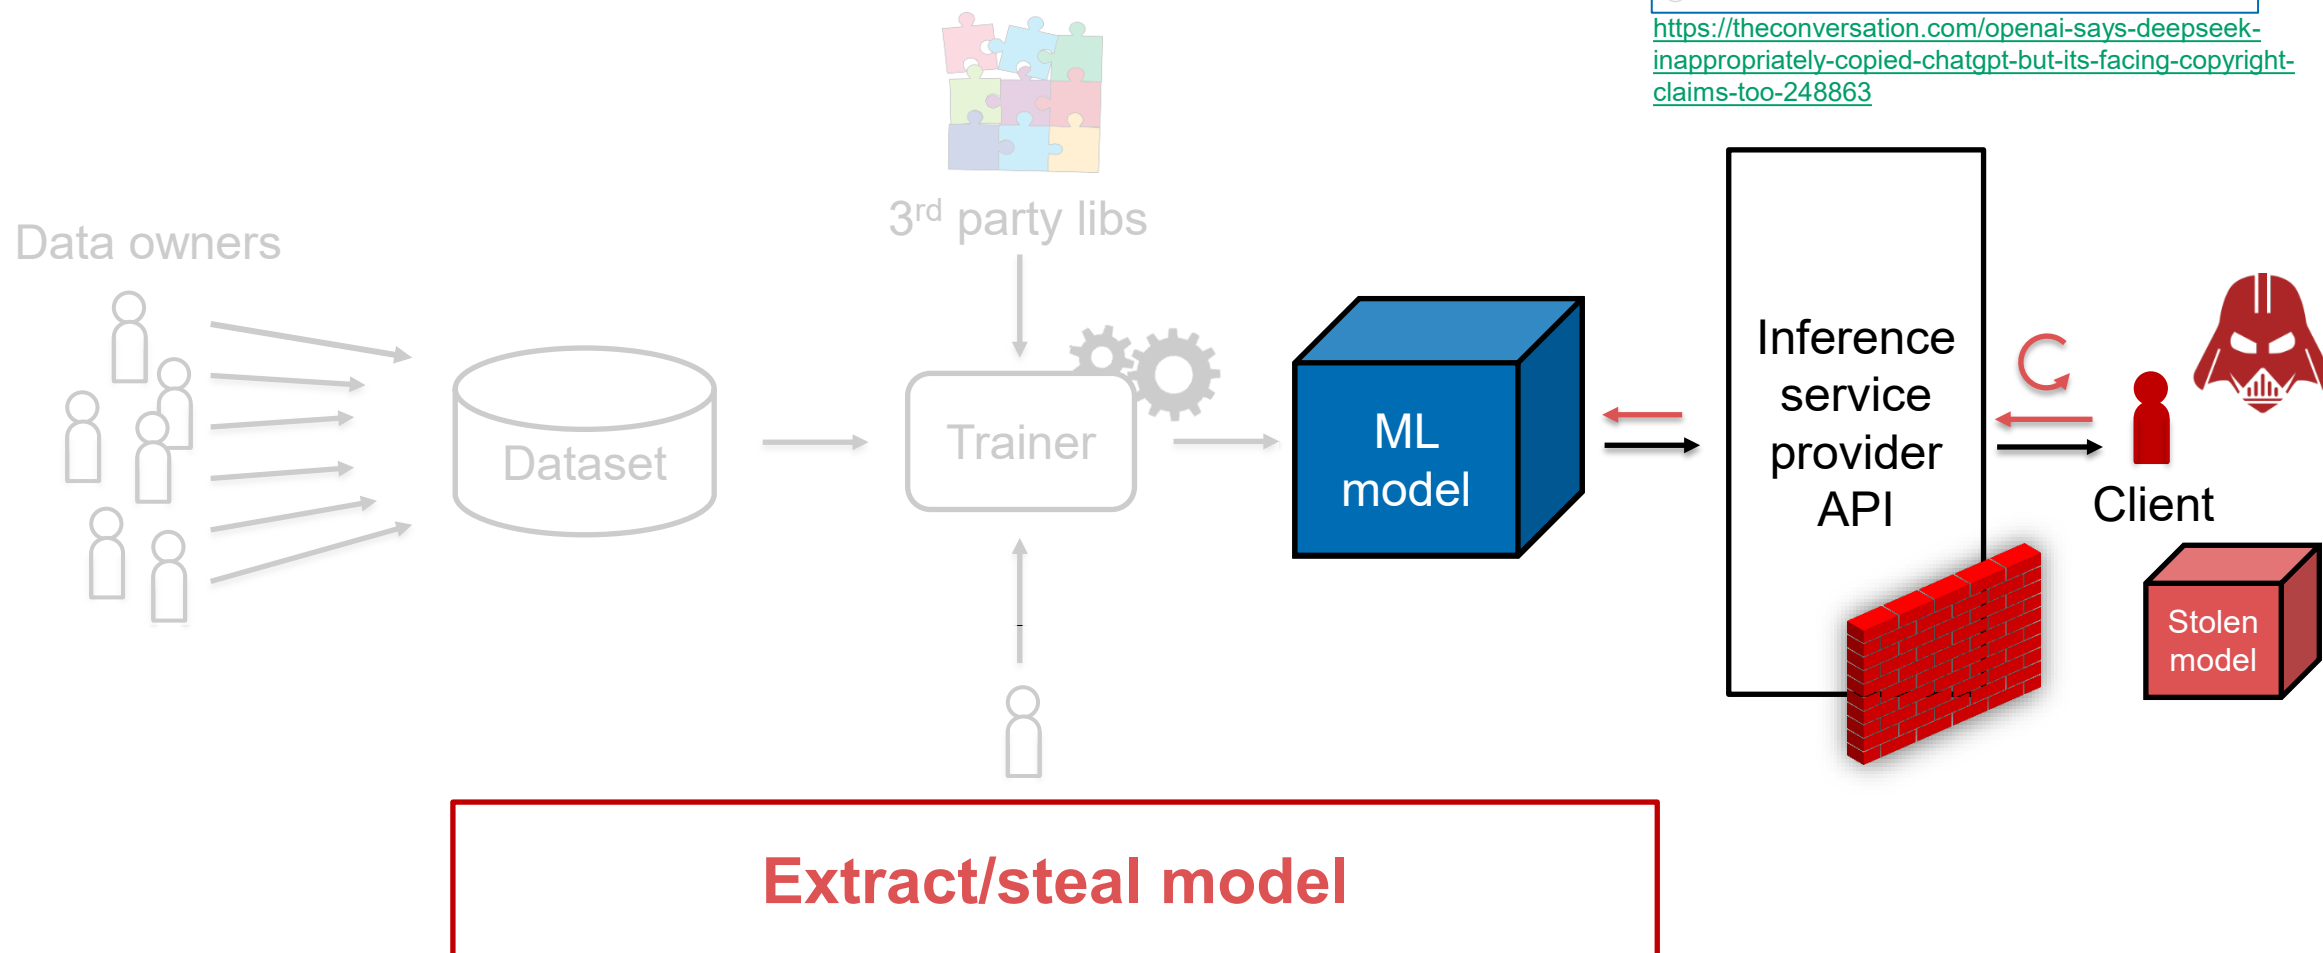 https://theconversation.com/openai-says-deepseek-
inappropriately-copied-chatgpt-but-its-facing-copyright-
claims-too-248863
3rd party libs
Data owners
Dataset
Trainer
ML
model
Inference
service
provider
API
Client
Stolen
model
Extract/steal model